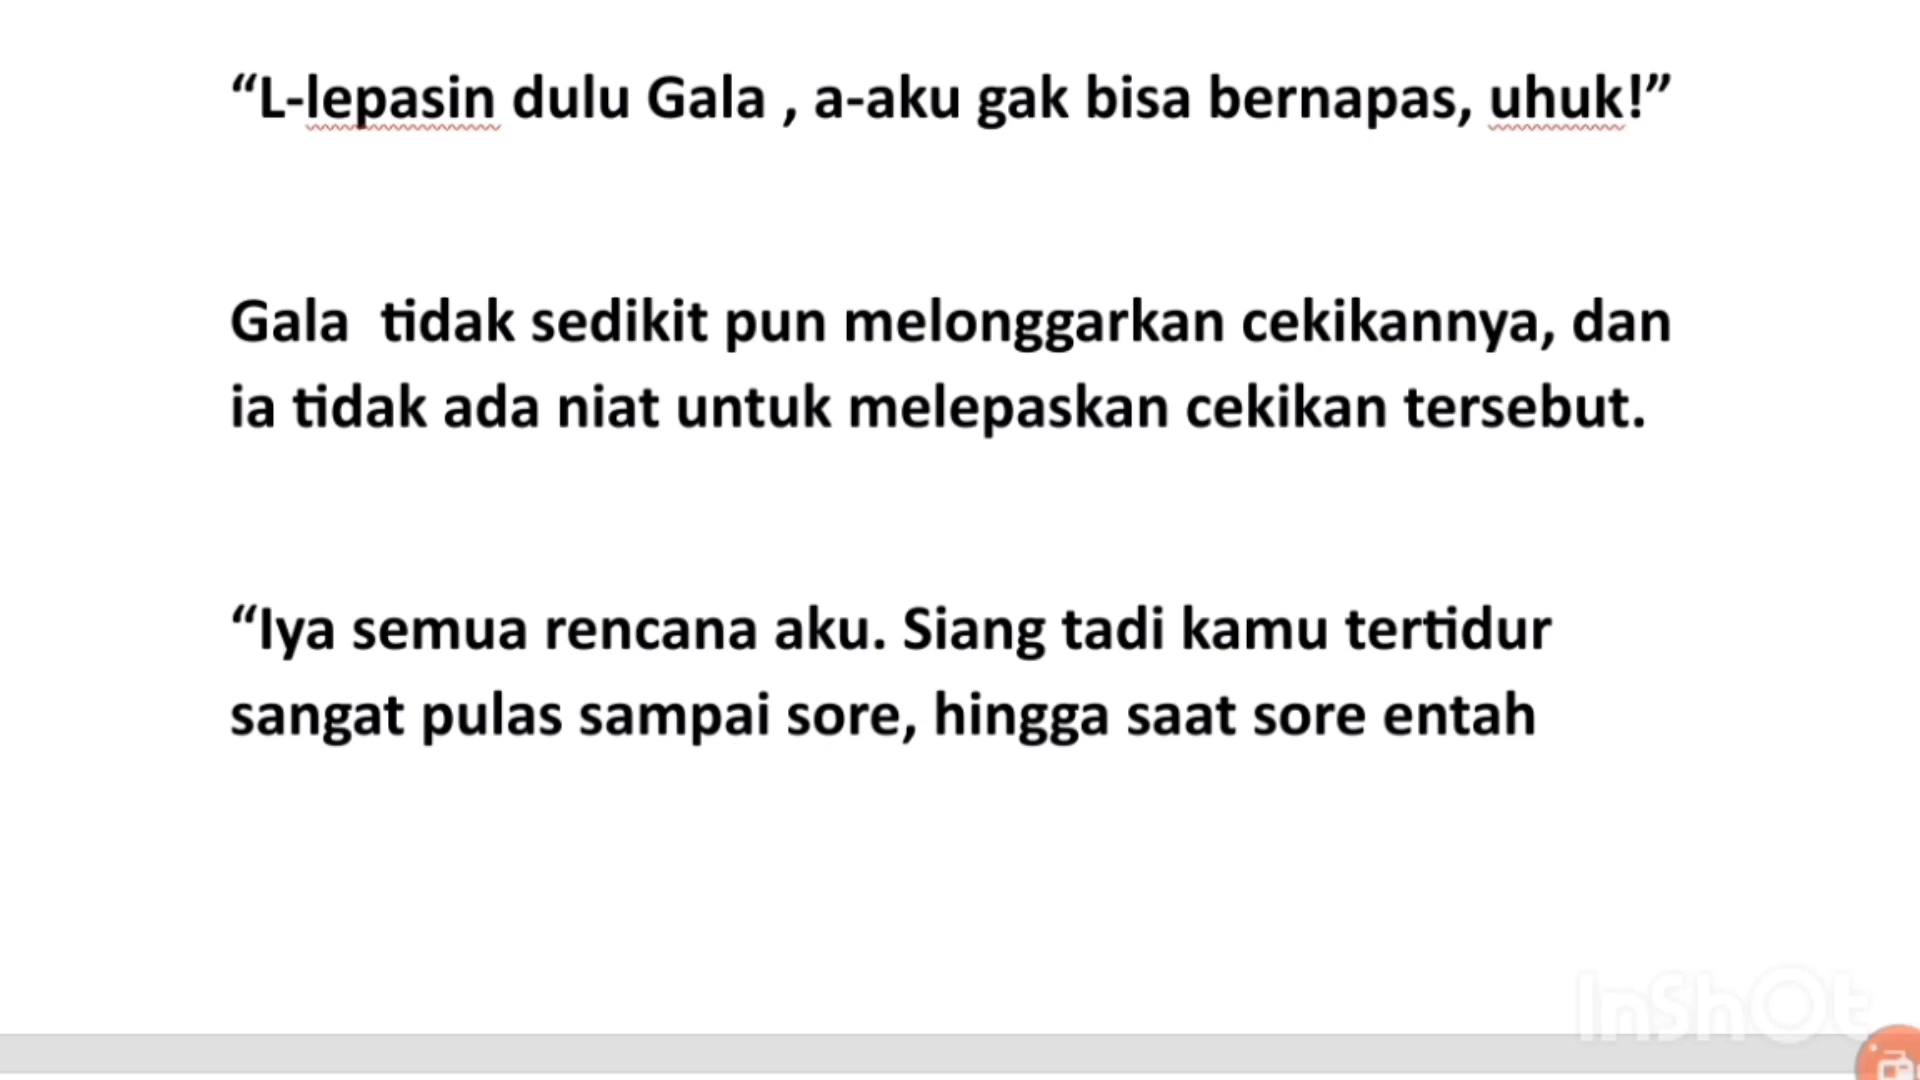 “L-lepasin dulu Gala , a-aku gak bisa bernapas, uhuk!”
Gala  tidak sedikit pun melonggarkan cekikannya, dan
ia tidak ada niat untuk melepaskan cekikan tersebut.
“Iya semua rencana aku. Siang tadi kamu tertidur
sangat pulas sampai sore, hingga saat sore entah
InShOt